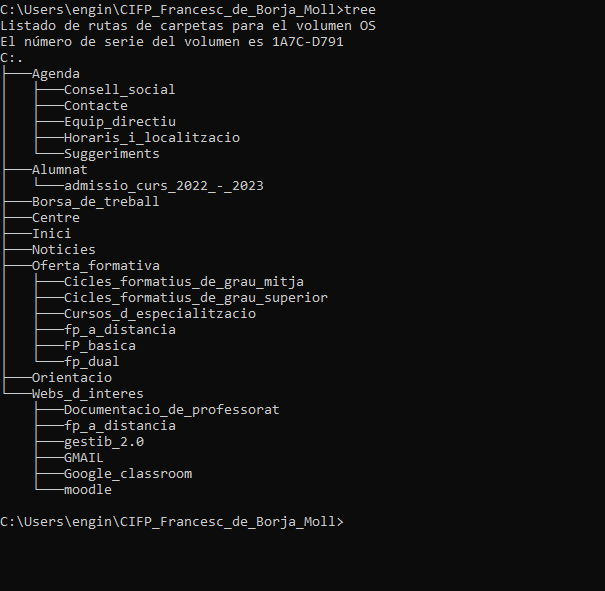 C:\Users\engin\CIFP_Francesc_de_Borja_Moll>tree
Listado de rutas de carpetas para el volumen OS
El número de serie del volumen es 1A7C-D791
C:.
├───Agenda
│   ├───Consell_social
│   ├───Contacte
│   ├───Equip_directiu
│   ├───Horaris_i_localitzacio
│   └───Suggeriments
├───Alumnat
│   └───admissio_curs_2022_-_2023
├───Borsa_de_treball
├───Centre
├───Inici
├───Noticies
├───Oferta_formativa
│   ├───Cicles_formatius_de_grau_mitja
│   ├───Cicles_formatius_de_grau_superior
│   ├───Cursos_d_especialitzacio
│   ├───fp_a_distancia
│   ├───FP_basica
│   └───fp_dual
├───Orientacio
└───Webs_d_interes
    ├───Documentacio_de_professorat
    ├───fp_a_distancia
    ├───gestib_2.0
    ├───GMAIL
    ├───Google_classroom
    └───moodle
C:\Users\engin\CIFP_Francesc_de_Borja_Moll>